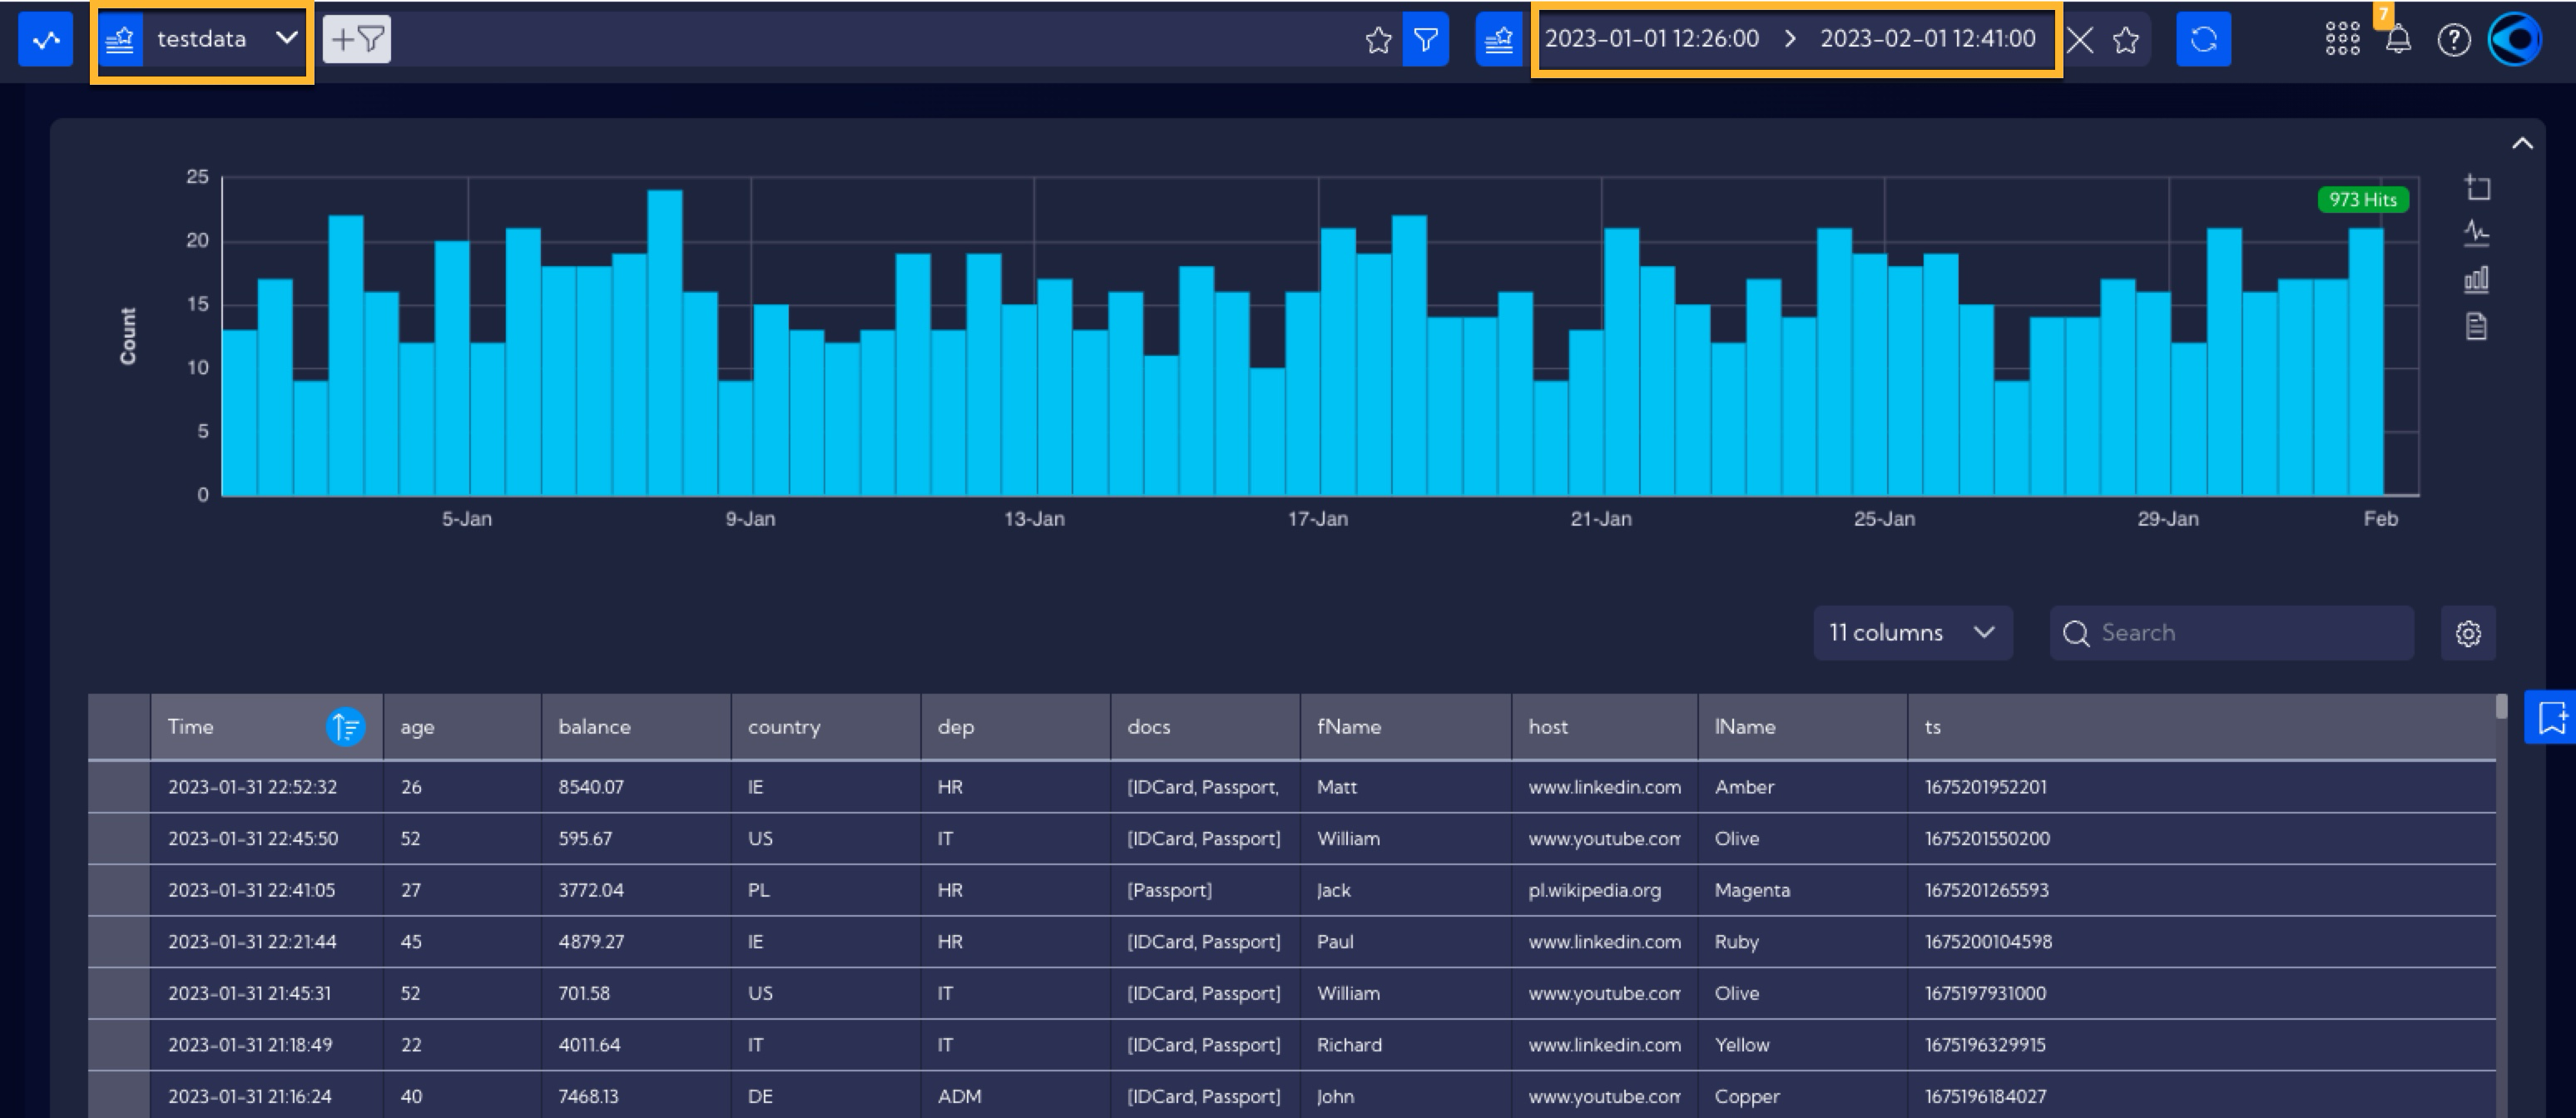 testdata
2023-01-01 12:26:00 > 2023-02-01 12:41:00
7
973 Hits
Count
25
20
15
10
5
0
5-Jan 9-Jan 13-Jan 17-Jan 21-Jan 25-Jan 29-Jan Feb
11 columns Search
Time age balance country dep docs fName host lName ts
2023-01-31 22:52:32 26 8540.07 IE HR [IDCard, Passport, Matt www.linkedin.com Amber 1675201952201
2023-01-31 22:45:50 52 595.67 US IT [IDCard, Passport] William www.youtube.com Olive 1675201550200
2023-01-31 22:41:05 27 3772.04 PL HR [Passport] Jack pl.wikipedia.org Magenta 1675201265593
2023-01-31 22:21:44 45 4879.27 IE HR [IDCard, Passport] Paul www.linkedin.com Ruby 1675200104598
2023-01-31 21:45:31 52 701.58 US IT [IDCard, Passport] William www.youtube.com Olive 1675197931000
2023-01-31 21:18:49 22 4011.64 IT IT [IDCard, Passport] Richard www.linkedin.com Yellow 1675196329915
2023-01-31 21:16:24 40 7468.13 DE ADM [IDCard, Passport] John www.youtube.com Copper 1675196184027